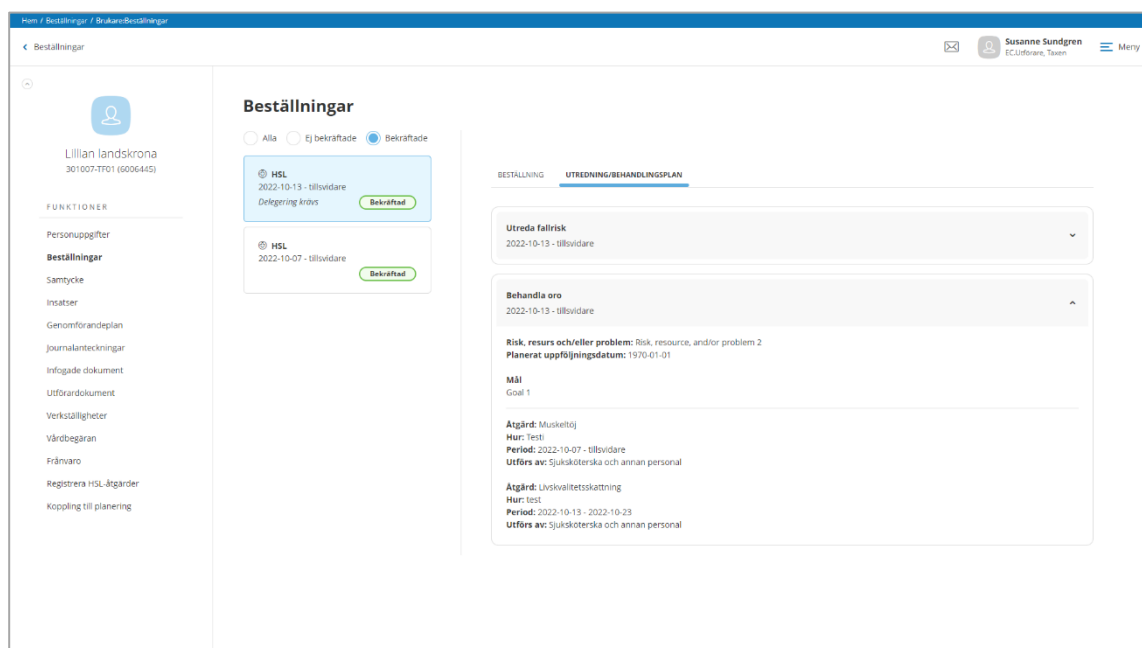 Hem / Beställningar / Brukare:Beställningar
Beställningar
Susanne Sundgren
EC.Utförare, Taxen
Meny
Lillian landskrona
301007-TF01 (6006445)
FUNKTIONER
Personuppgifter
Beställningar
Samtycke
Insatser
Genomförandeplan
Journalanteckningar
Infogade dokument
Utförardokument
Verkställigheter
Vårdbegäran
Frånvaro
Registrera HSL-åtgärder
Koppling till planering
Beställningar
Alla Ej bekräftade Bekräftade
HSL
2022-10-13 - tillsvidare
Delegering krävs Bekräftad
HSL
2022-10-07 - tillsvidare
Bekräftad
BESTÄLLNING UTREDNING/BEHANDLINGSPLAN
Utreda fallrisk
2022-10-13 - tillsvidare
Behandla oro
2022-10-13 - tillsvidare
Risk, resurs och/eller problem: Risk, resource, and/or problem 2
Planerat uppföljningsdatum: 1970-01-01
Mål
Goal 1
Åtgärd: Muskeltöj
Hur: Testi
Period: 2022-10-07 - tillsvidare
Utförs av: Sjuksköterska och annan personal
Åtgärd: Livskvalitetsskattning
Hur: test
Period: 2022-10-13 - 2022-10-23
Utförs av: Sjuksköterska och annan personal